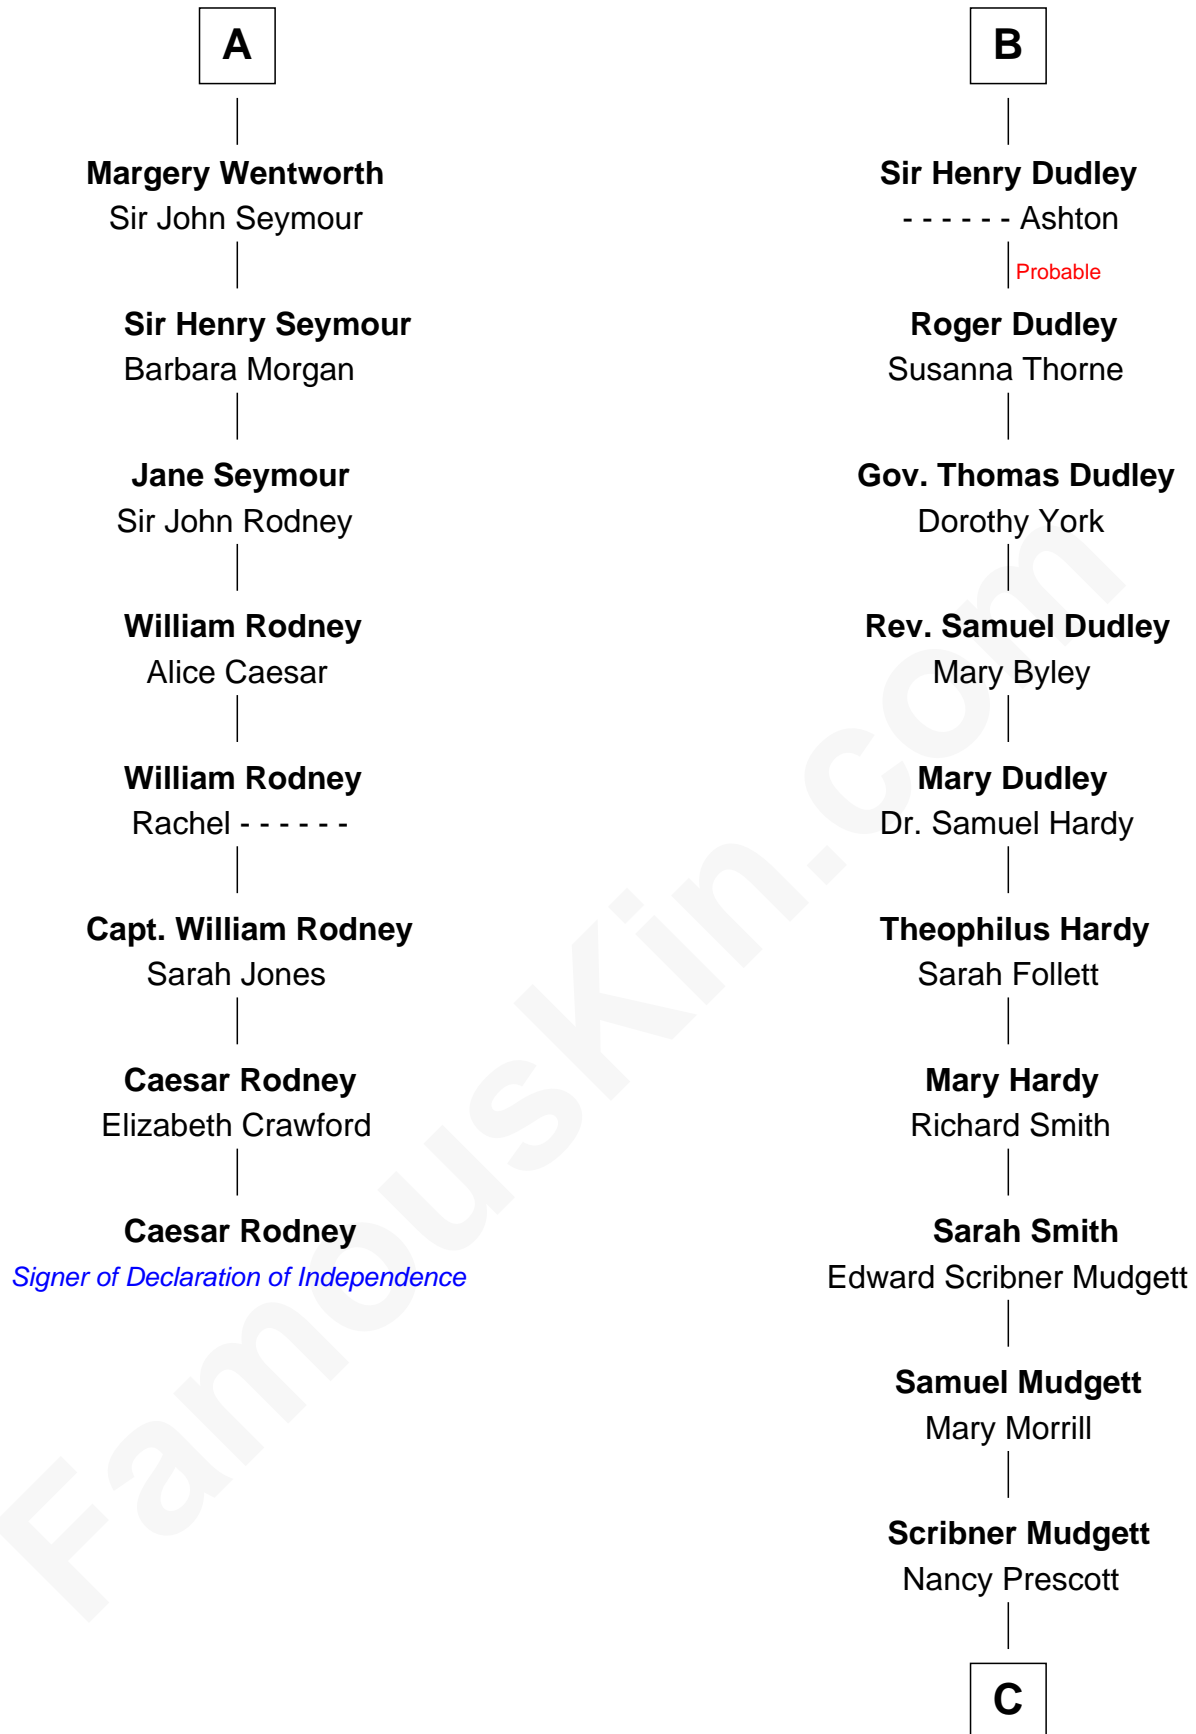 A
Margery Wentworth
Sir John Seymour
Sir Henry Seymour
Barbara Morgan
Jane Seymour
Sir John Rodney
William Rodney
Alice Caesar
William Rodney
Rachel - - - - - -
Capt. William Rodney
Sarah Jones
Caesar Rodney
Elizabeth Crawford
Caesar Rodney
Signer of Declaration of Independence
B
Sir Henry Dudley
- - - - - - Ashton
Probable
Roger Dudley
Susanna Thorne
Gov. Thomas Dudley
Dorothy York
Rev. Samuel Dudley
Mary Byley
Mary Dudley
Dr. Samuel Hardy
Theophilus Hardy
Sarah Follett
Mary Hardy
Richard Smith
Sarah Smith
Edward Scribner Mudgett
Samuel Mudgett
Mary Morrill
Scribner Mudgett
Nancy Prescott
C
FamousKin.com